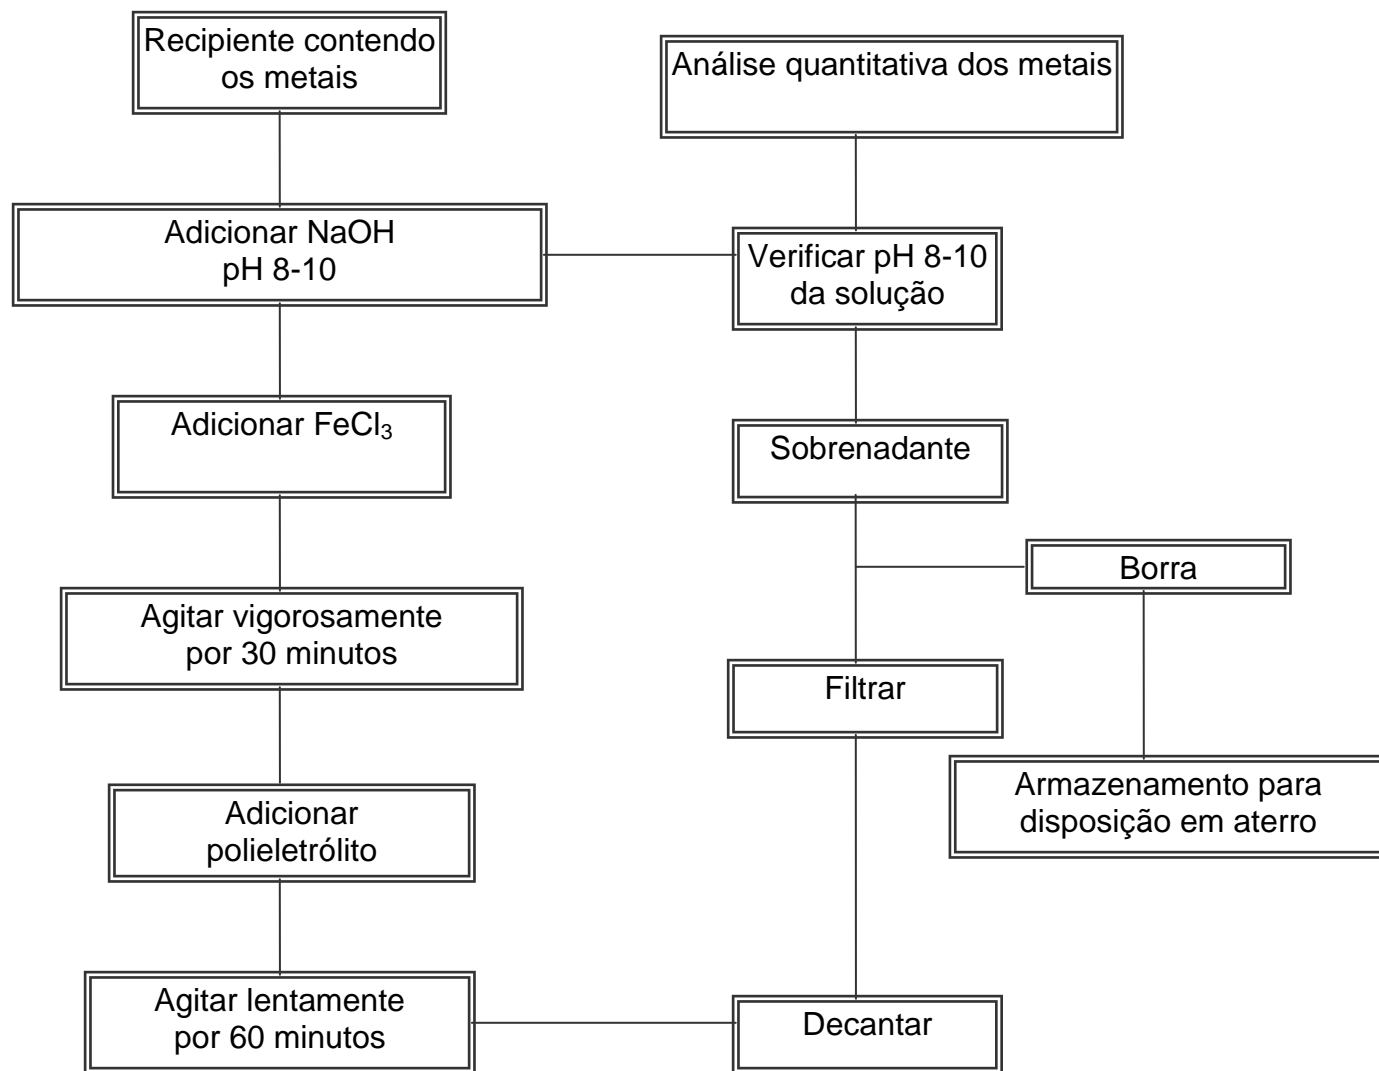 Recipiente contendo
os metais
Análise quantitativa dos metais
Adicionar NaOH
pH 8-10
Verificar pH 8-10
da solução
Adicionar FeCl₃
Sobrenadante
Borra
Agitar vigorosamente
por 30 minutos
Filtrar
Armazenamento para
disposição em aterro
Adicionar
polieletrólito
Agitar lentamente
por 60 minutos
Decantar